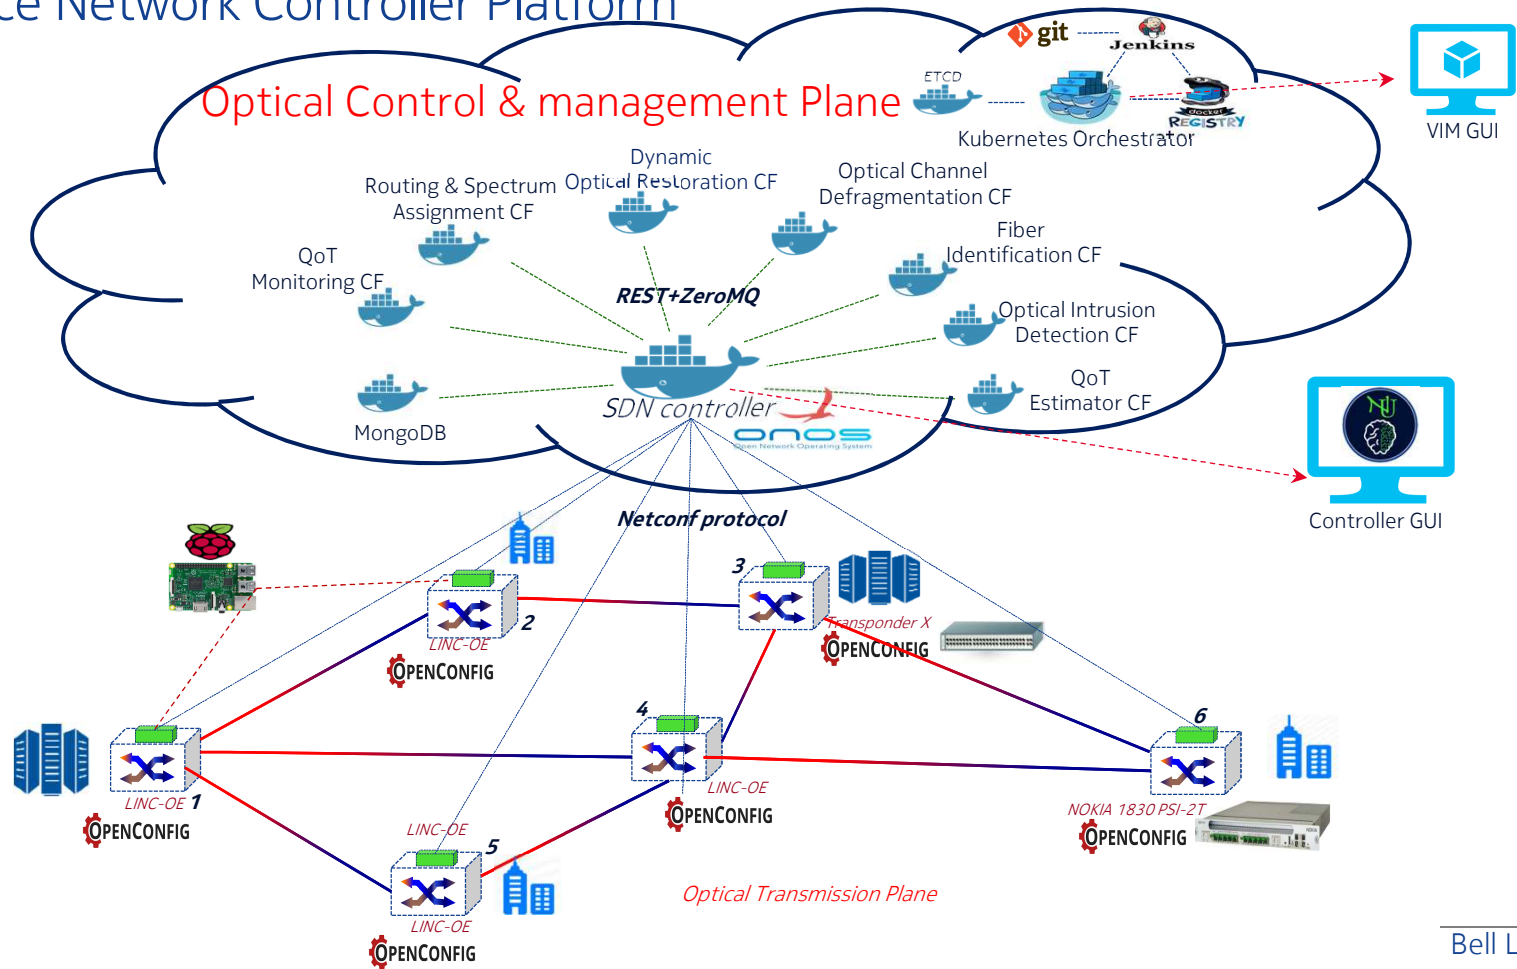 ce Network Controller Platform
git
Jenkins
ETCD
Optical Control & management Plane
docker
REGISTRY
Kubernetes Orchestrator
VIM GUI
Dynamic
Optical Restoration CF
Routing & Spectrum
Assignment CF
Optical Channel
Defragmentation CF
QoT
Monitoring CF
Fiber
Identification CF
REST+ZeroMQ
Optical Intrusion
Detection CF
QoT
Estimator CF
MongoDB
SDN controller
onos
Open Network Operating System
NU
Controller GUI
Netconf protocol
2
LINC-OE
OPENCONFIG
3
Transponder X
OPENCONFIG
4
LINC-OE
OPENCONFIG
6
NOKIA 1830 PSI-2T
OPENCONFIG
NOKIA
LINC-OE 1
OPENCONFIG
LINC-OE
5
LINC-OE
OPENCONFIG
Optical Transmission Plane
Bell L